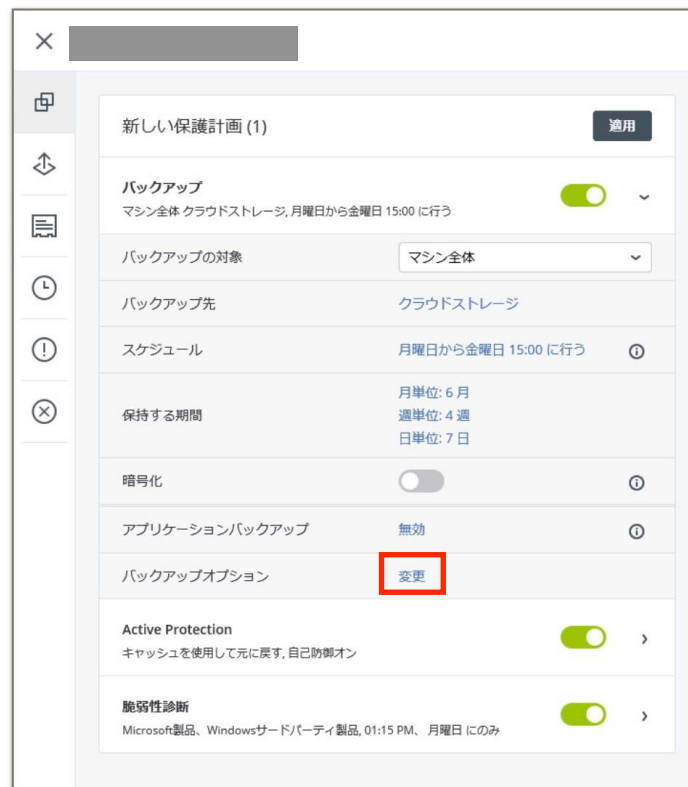 新しい保護計画 (1)
適用
バックアップ
マシン全体 クラウドストレージ, 月曜日から金曜日 15:00 に行う
バックアップの対象
マシン全体
バックアップ先
クラウドストレージ
スケジュール
月曜日から金曜日 15:00 に行う
保持する期間
月単位: 6 月
週単位: 4 週
日単位: 7 日
暗号化
アプリケーションバックアップ
無効
バックアップオプション
変更
Active Protection
キャッシュを使用して元に戻す, 自己防御オン
脆弱性診断
Microsoft製品、Windowsサードパーティ製品, 01:15 PM、 月曜日 にのみ